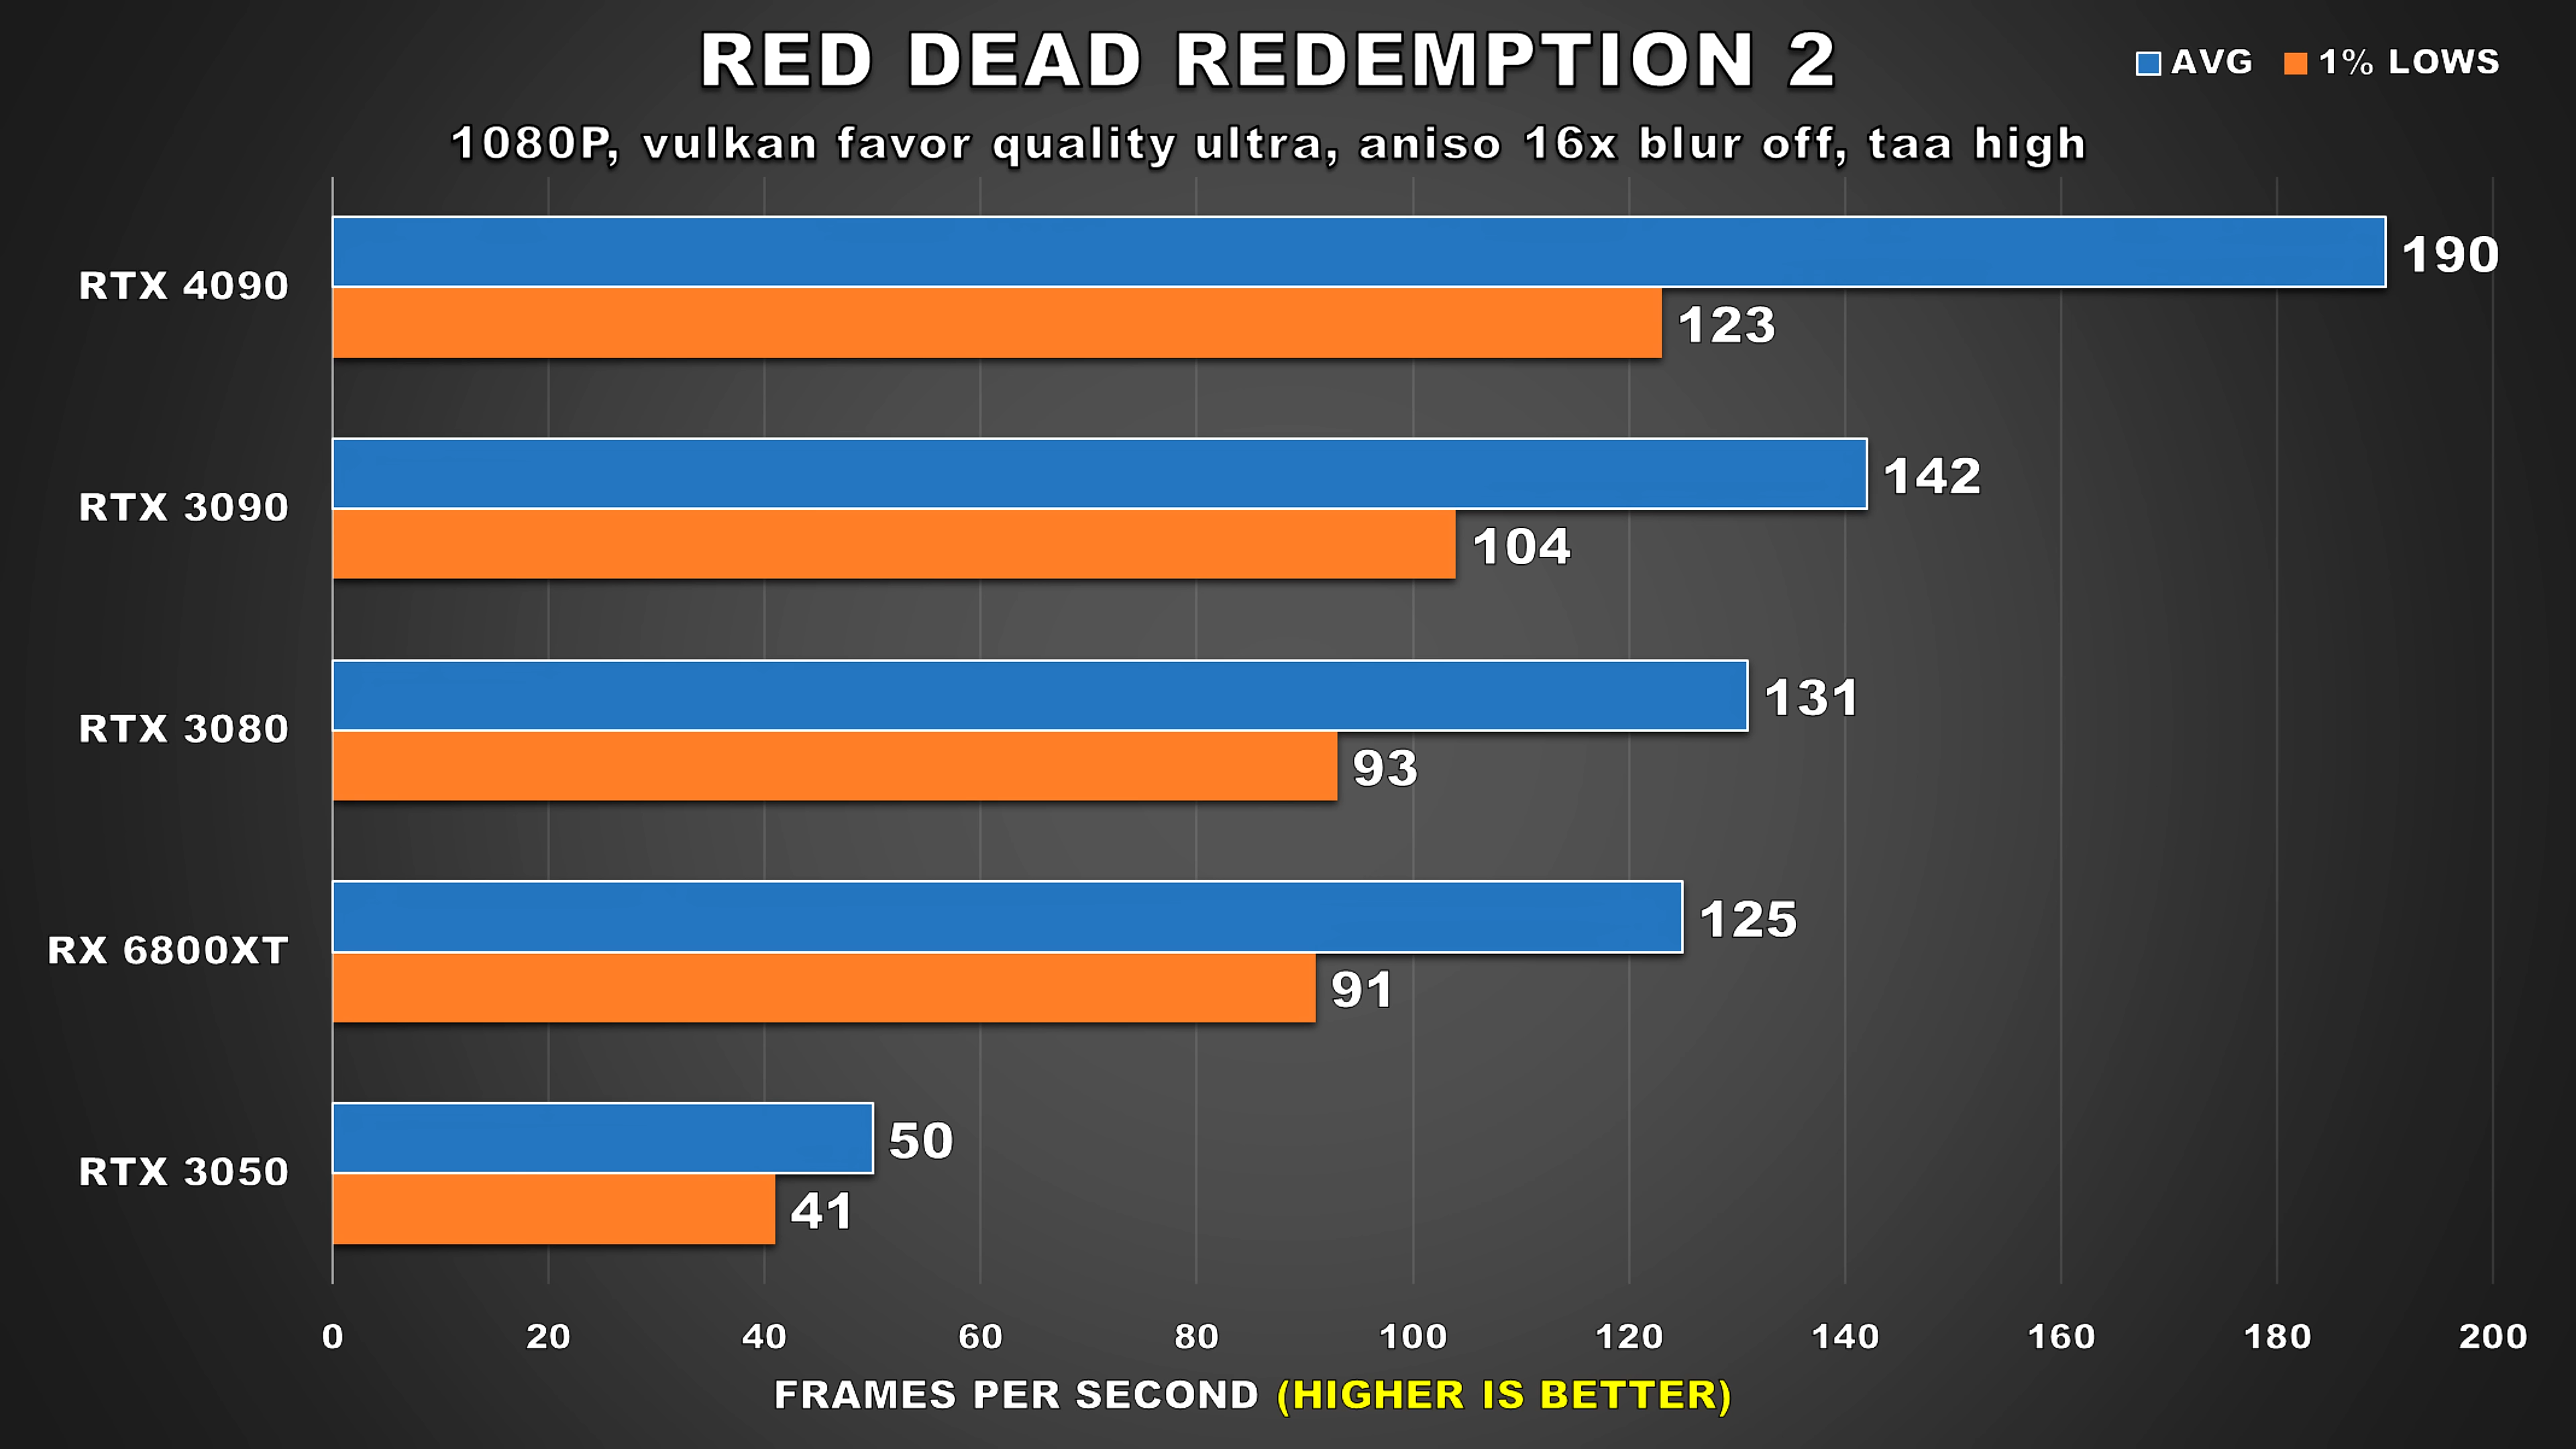 RED DEAD REDEMPTION 2
AVG 1% LOWS
1080P, vulkan favor quality ultra, aniso 16x blur off, taa high
RTX 4090
190
123
RTX 3090
142
104
RTX 3080
131
93
RX 6800XT
125
91
RTX 3050
50
41
0 20 40 60 80 100 120 140 160 180 200
FRAMES PER SECOND (HIGHER IS BETTER)